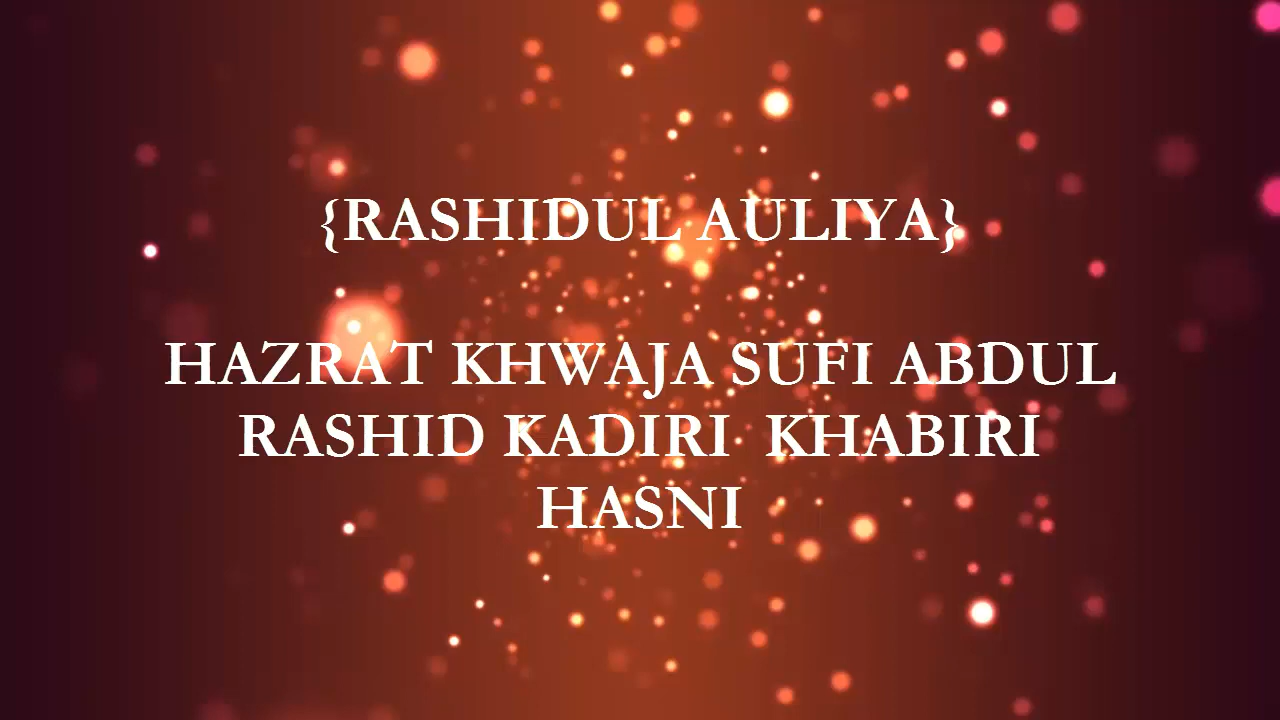 {RASHIDUL AULIYA}
HAZRAT KHWAJA SUFI ABDUL
RASHID KADIRI  KHABIRI
HASNI